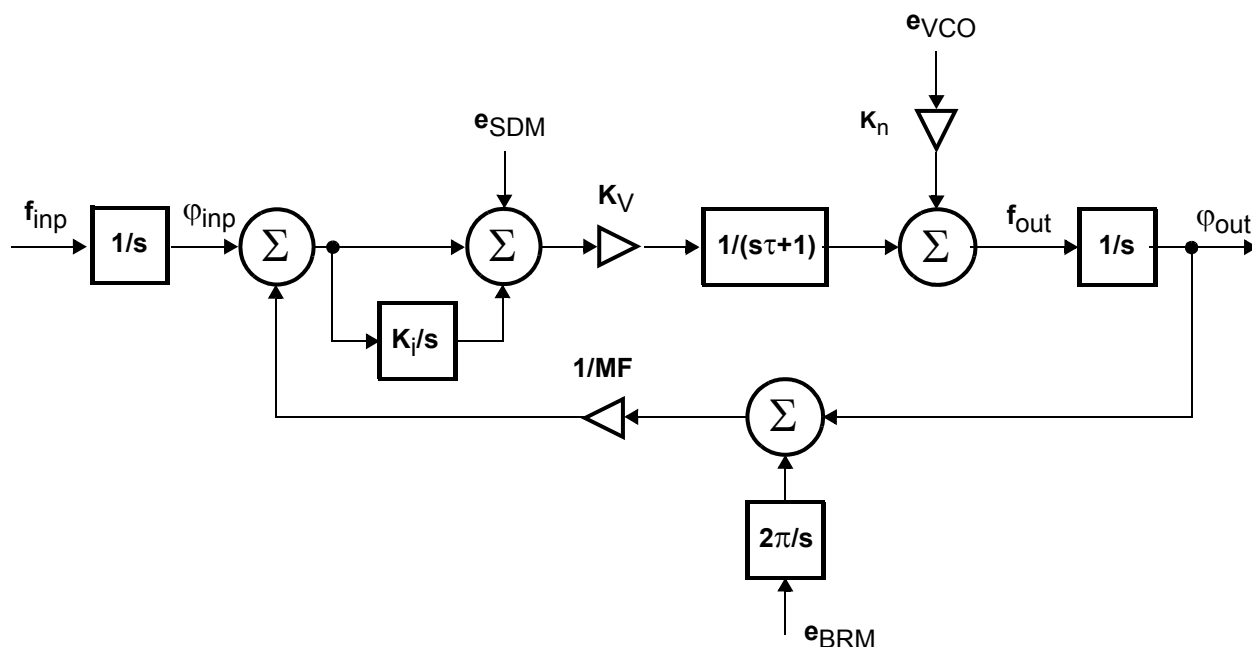 eVCO
Kn
eSDM
KV
finp
1/s
φinp
Σ
Σ
1/(sτ+1)
Σ
fout
1/s
φout
Ki/s
1/MF
Σ
2π/s
eBRM